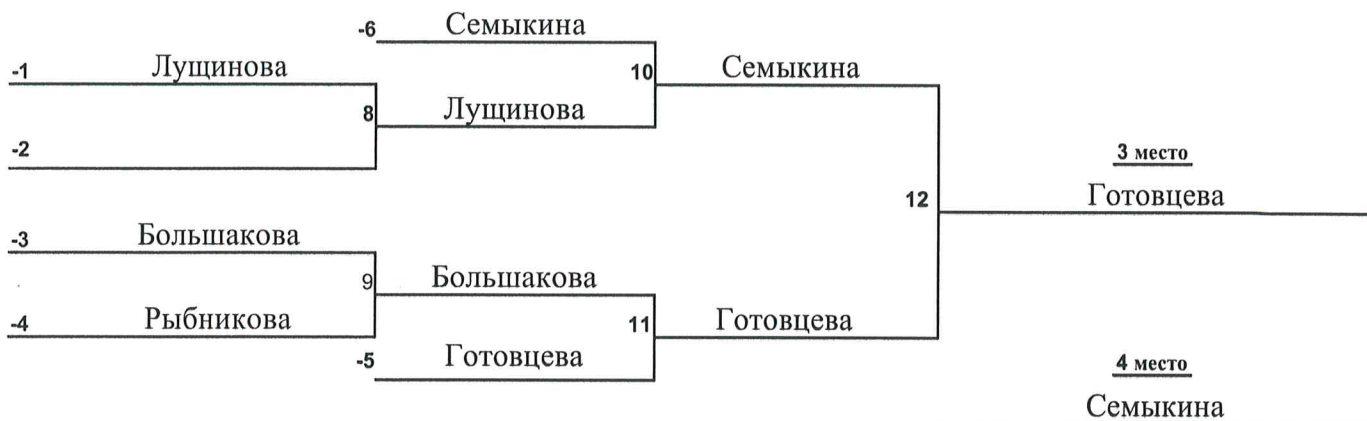 -6 Семыкина
-1 Лущинова
10 Семыкина
8 Лущинова
-2
3 место
12 Готовцева
-3 Большакова
9 Большакова
-4 Рыбникова
11 Готовцева
-5 Готовцева
4 место
Семыкина